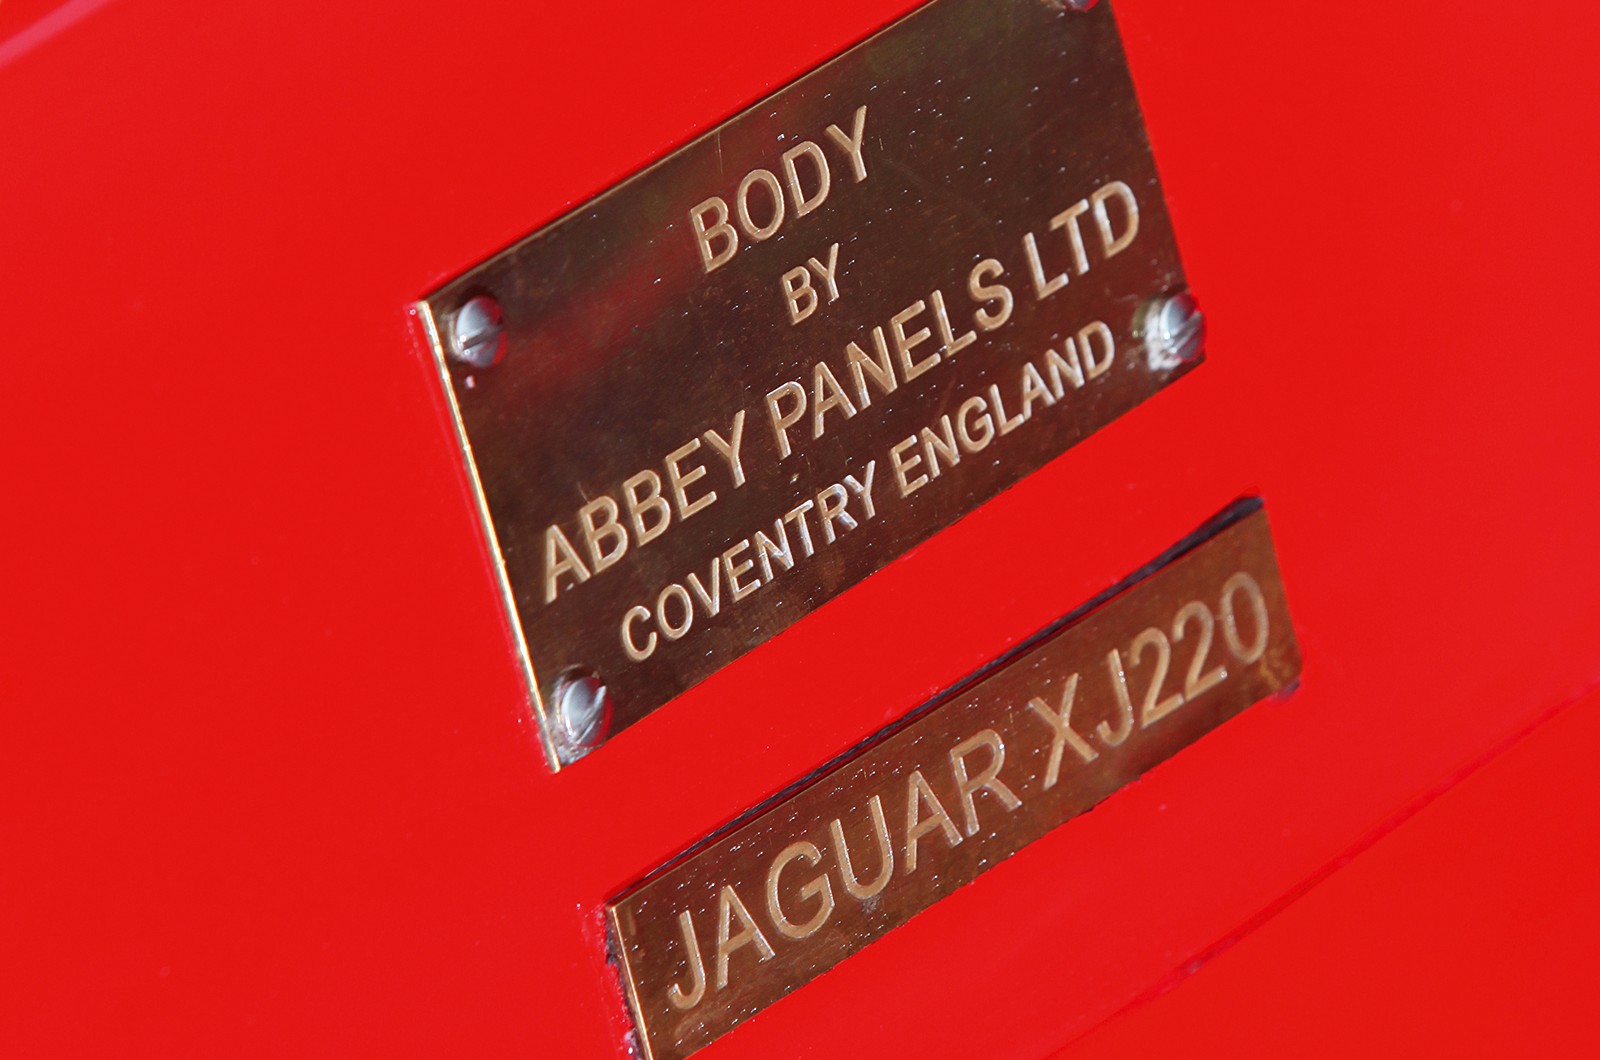 BODY
BY
ABBEY PANELS LTD
COVENTRY ENGLAND
JAGUAR XJ220